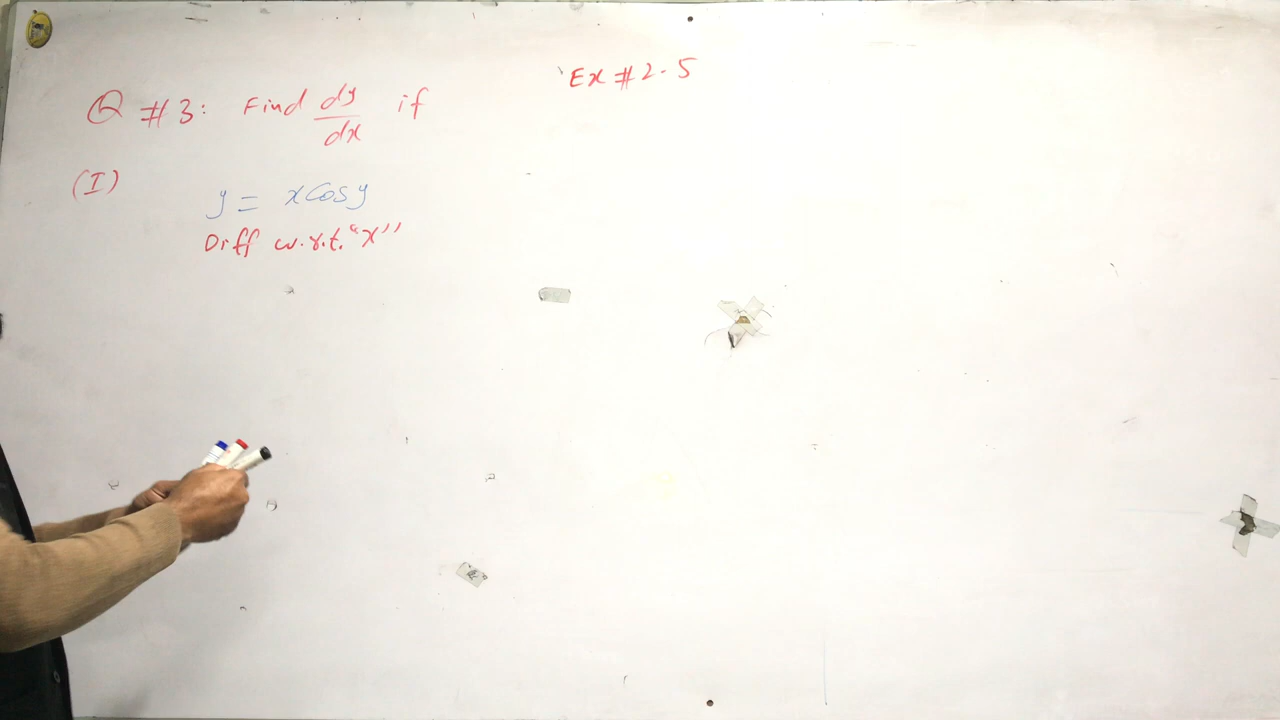 Ex # 2.5
Q # 3: Find dy/dx if
(I)
y = x Cos y
Diff w.r.t. "x"